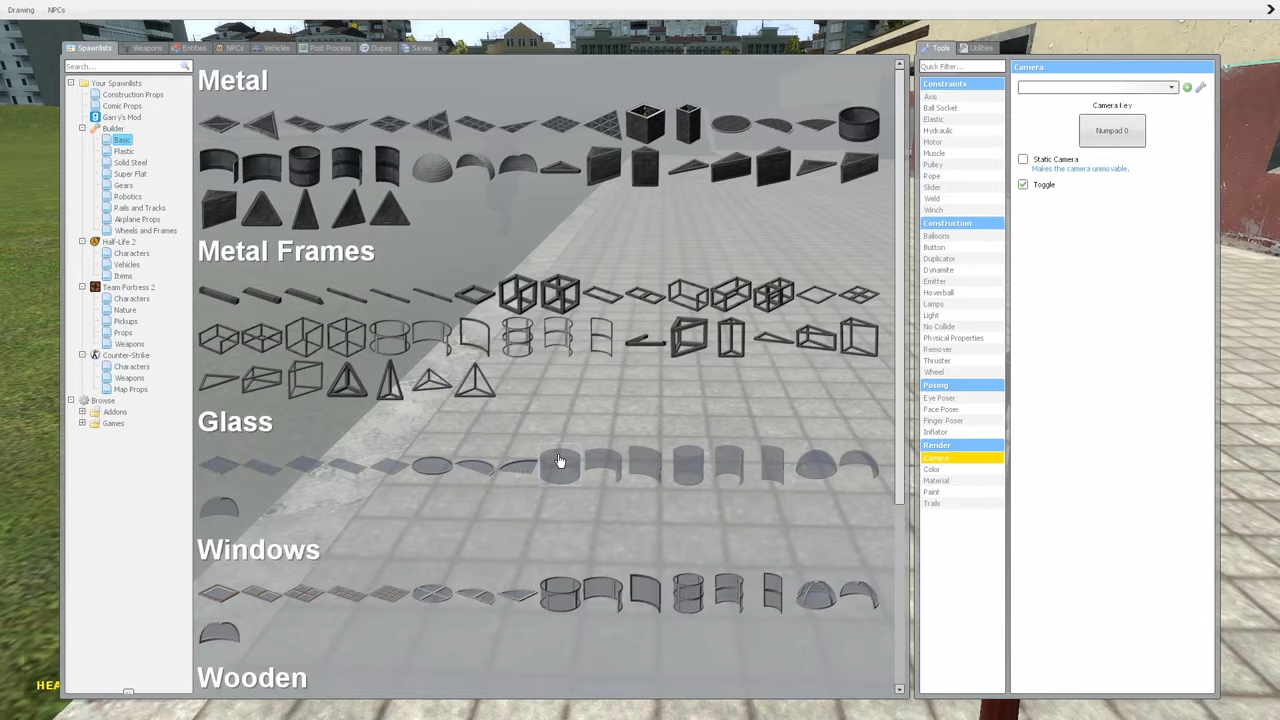 Drawing NPCs
Spawnlists Weapons Entities NPCs Vehicles Post Process Dupes Saves
Search...
Your Spawnlists
Construction Props
Comic Props
Garry's Mod
Builder
Basic
Plastic
Solid Steel
Super Flat
Gears
Robotics
Rails and Tracks
Airplane Props
Wheels and Frames
Half-Life 2
Characters
Vehicles
Items
Team Fortress 2
Characters
Nature
Pickups
Props
Weapons
Counter-Strike
Characters
Weapons
Map Props
Browse
Addons
Games
Metal
Metal Frames
Glass
Windows
Wooden
HEA
Tools Utilities
Quick Filter...
Constraints
Axis
Ball Socket
Elastic
Hydraulic
Motor
Muscle
Pulley
Rope
Slider
Weld
Winch
Construction
Balloons
Button
Duplicator
Dynamite
Emitter
Hoverball
Lamps
Light
No Collide
Physical Properties
Remover
Thruster
Wheel
Posing
Eye Poser
Face Poser
Finger Poser
Inflator
Render
Camera
Color
Material
Paint
Trails
Camera
Camera Key
Numpad 0
Static Camera
Makes the camera unmovable.
Toggle